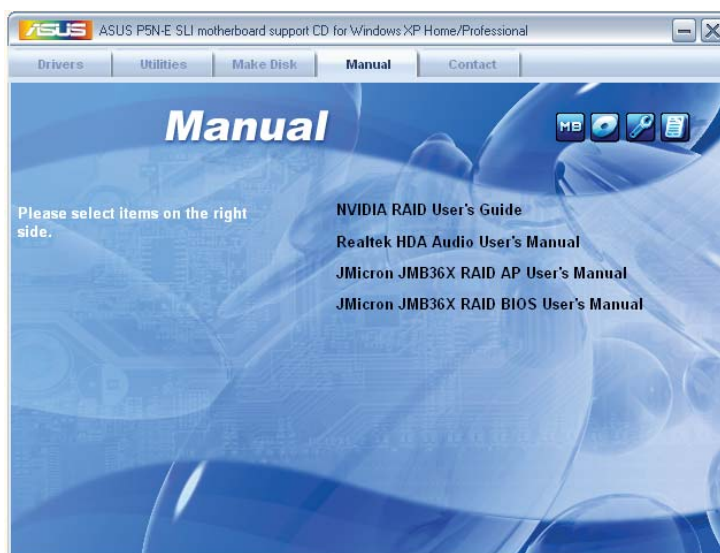 ASUS ASUS P5N-E SLI motherboard support CD for Windows XP Home/Professional
Drivers Utilities Make Disk Manual Contact
Manual
MB
Please select items on the right
side.
NVIDIA RAID User's Guide
Realtek HDA Audio User's Manual
JMicron JMB36X RAID AP User's Manual
JMicron JMB36X RAID BIOS User's Manual